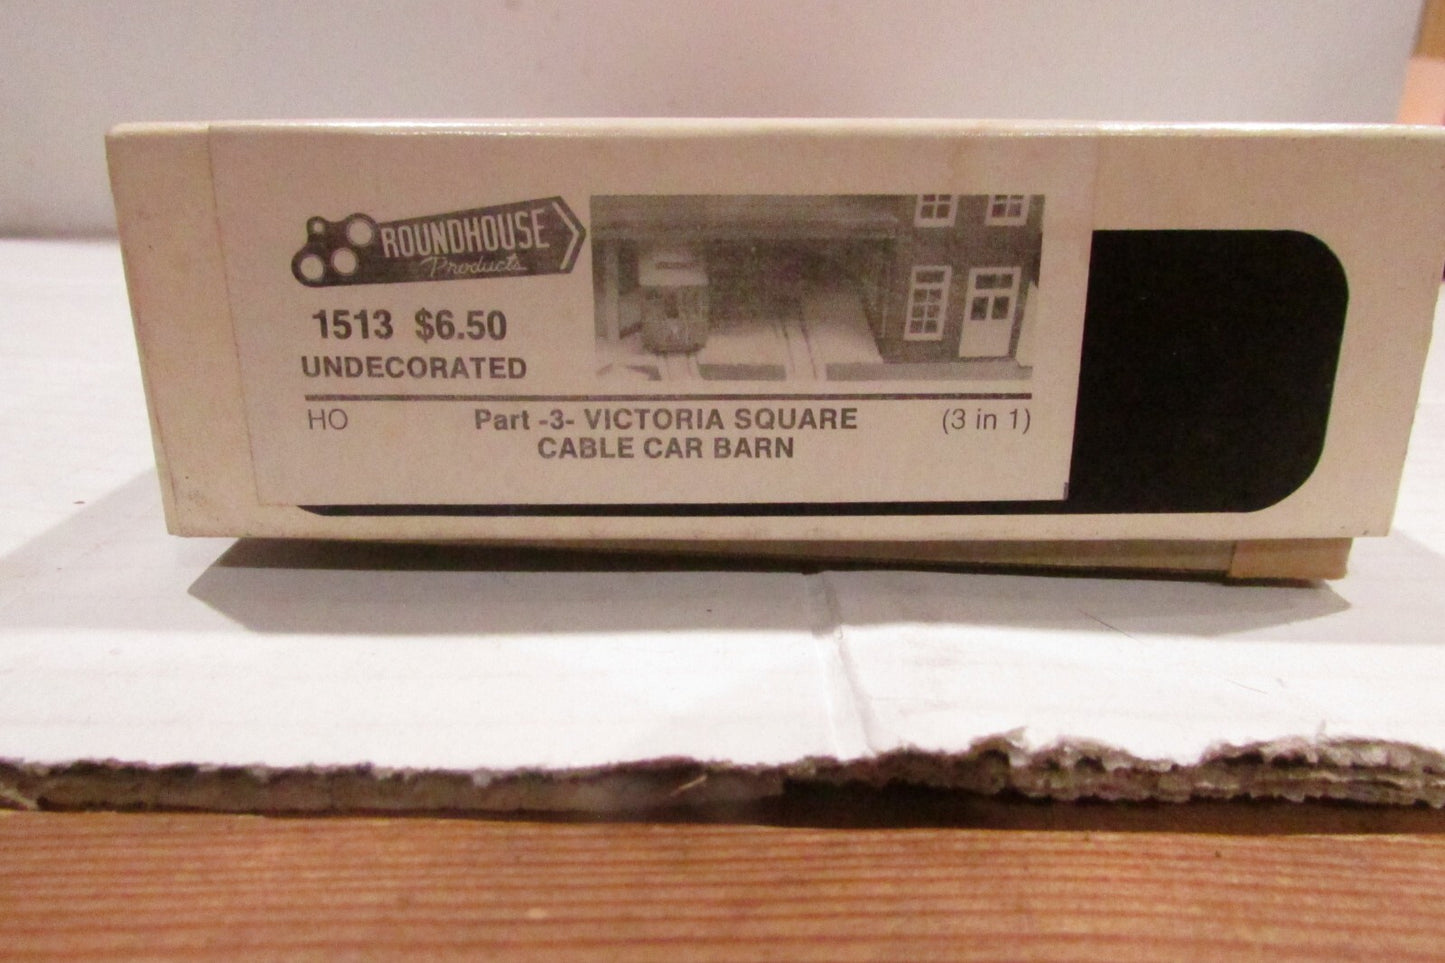 ROUNDHOUSE
Products
1513 $6.50
UNDECORATED
HO Part -3- VICTORIA SQUARE (3 in 1)
CABLE CAR BARN